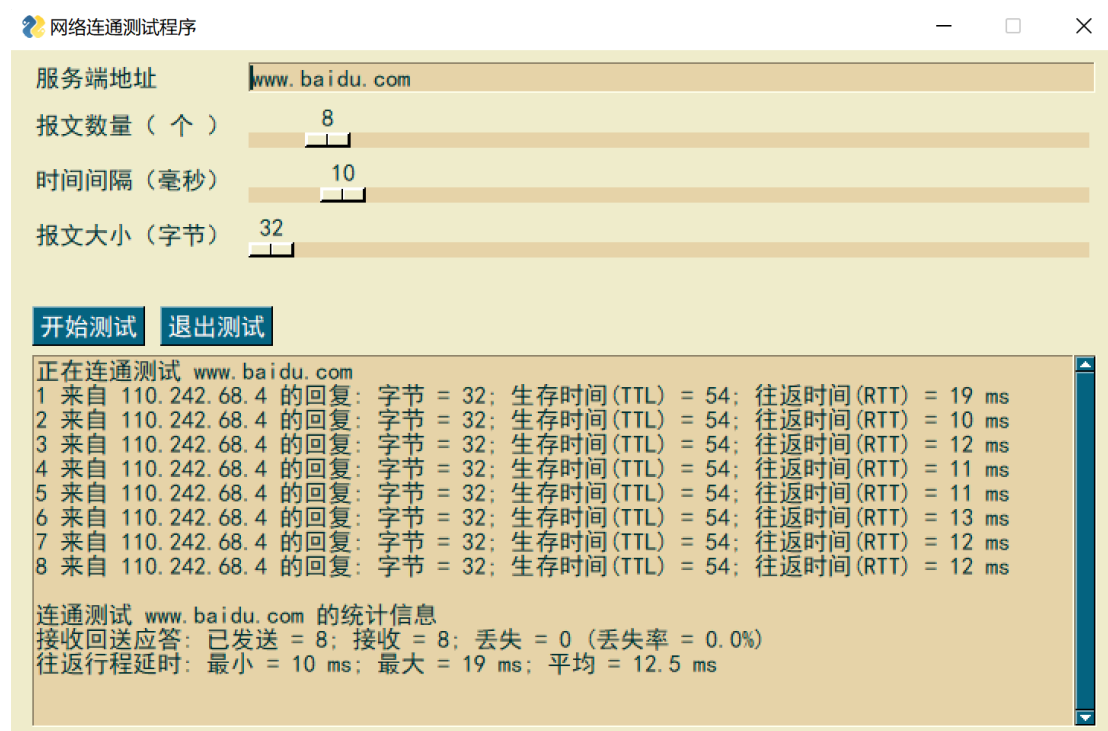 网络连通测试程序
服务端地址 www.baidu.com
8
报文数量（ 个 ）
10
时间间隔（毫秒）
32
报文大小（字节）
开始测试 退出测试
正在连通测试 www.baidu.com
1 来自 110.242.68.4 的回复: 字节 = 32; 生存时间(TTL) = 54; 往返时间(RTT) = 19 ms
2 来自 110.242.68.4 的回复: 字节 = 32; 生存时间(TTL) = 54; 往返时间(RTT) = 10 ms
3 来自 110.242.68.4 的回复: 字节 = 32; 生存时间(TTL) = 54; 往返时间(RTT) = 12 ms
4 来自 110.242.68.4 的回复: 字节 = 32; 生存时间(TTL) = 54; 往返时间(RTT) = 11 ms
5 来自 110.242.68.4 的回复: 字节 = 32; 生存时间(TTL) = 54; 往返时间(RTT) = 11 ms
6 来自 110.242.68.4 的回复: 字节 = 32; 生存时间(TTL) = 54; 往返时间(RTT) = 13 ms
7 来自 110.242.68.4 的回复: 字节 = 32; 生存时间(TTL) = 54; 往返时间(RTT) = 12 ms
8 来自 110.242.68.4 的回复: 字节 = 32; 生存时间(TTL) = 54; 往返时间(RTT) = 12 ms
连通测试 www.baidu.com 的统计信息
接收回送应答: 已发送 = 8; 接收 = 8; 丢失 = 0 (丢失率 = 0.0%)
往返行程延时: 最小 = 10 ms; 最大 = 19 ms; 平均 = 12.5 ms